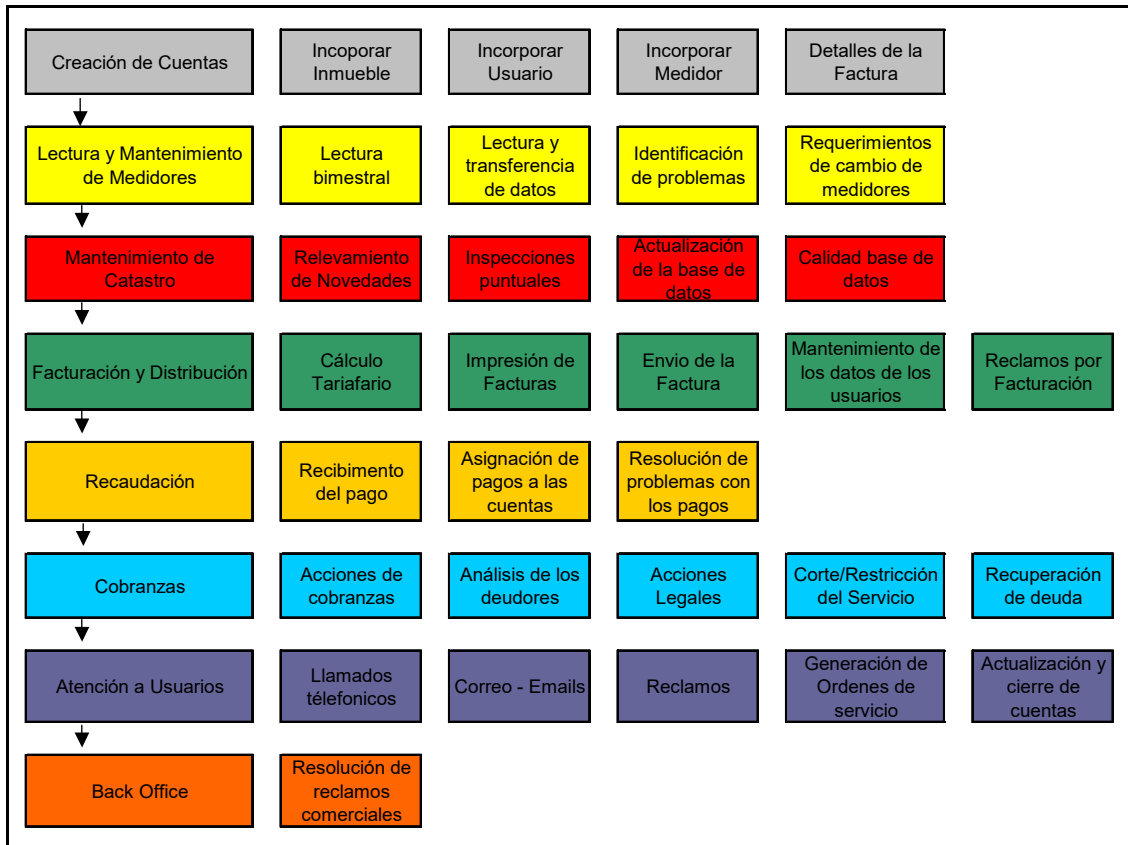 Creación de Cuentas
Incoporar
Inmueble
Incorporar
Usuario
Incorporar
Medidor
Detalles de la
Factura
Lectura y Mantenimiento
de Medidores
Lectura
bimestral
Lectura y
transferencia
de datos
Identificación
de problemas
Requerimientos
de cambio de
medidores
Mantenimiento de
Catastro
Relevamiento
de Novedades
Inspecciones
puntuales
Actualización
de la base de
datos
Calidad base de
datos
Facturación y Distribución
Cálculo
Tariafario
Impresión de
Facturas
Envio de la
Factura
Mantenimiento de
los datos de los
usuarios
Reclamos por
Facturación
Recaudación
Recibimento
del pago
Asignación de
pagos a las
cuentas
Resolución de
problemas con
los pagos
Cobranzas
Acciones de
cobranzas
Análisis de los
deudores
Acciones
Legales
Corte/Restricción
del Servicio
Recuperación
de deuda
Atención a Usuarios
Llamados
télefonicos
Correo - Emails
Reclamos
Generación de
Ordenes de
servicio
Actualización y
cierre de
cuentas
Back Office
Resolución de
reclamos
comerciales